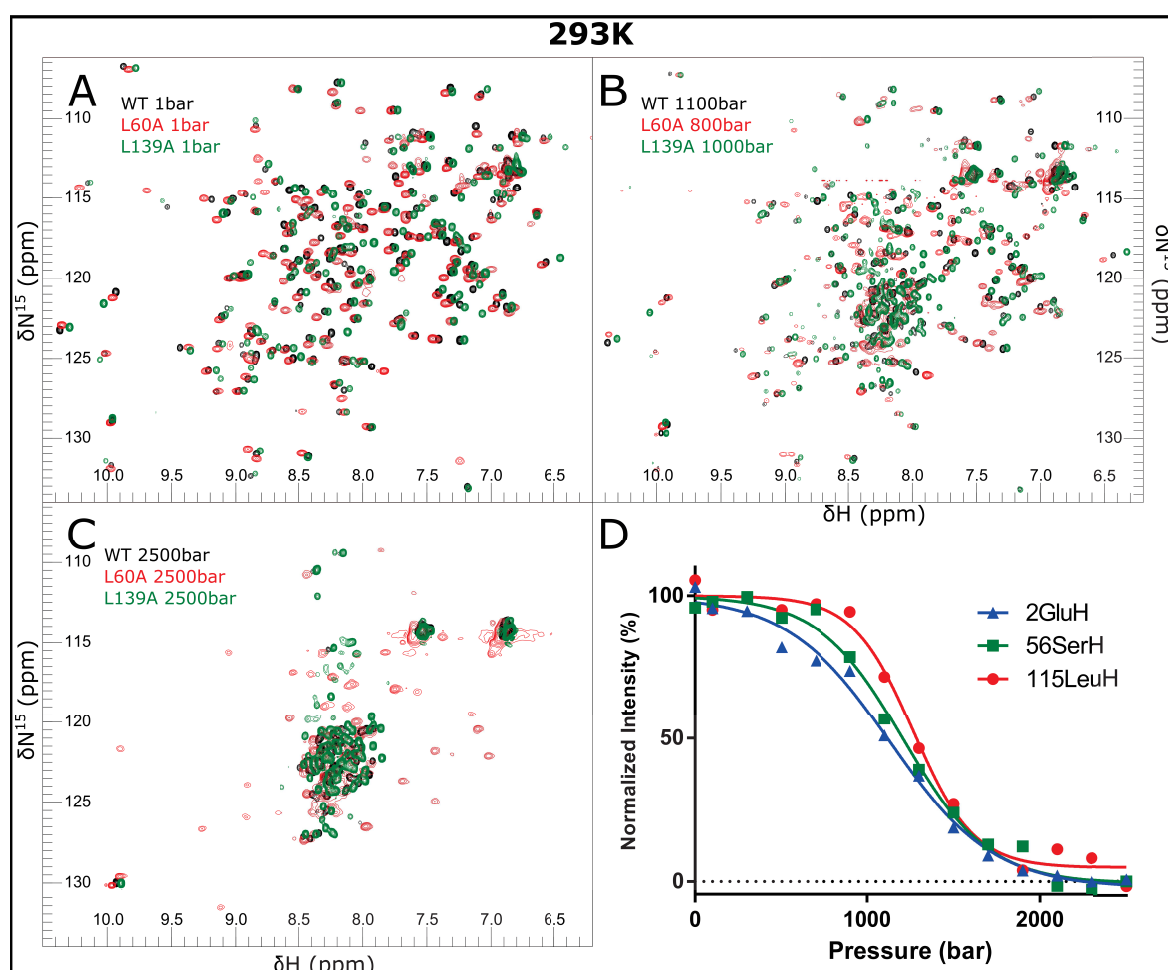 293K
A
WT 1bar
L60A 1bar
L139A 1bar
110
115
120
125
130
δN15 (ppm)
10.0 9.5 9.0 8.5 8.0 7.5 7.0 6.5
B
WT 1100bar
L60A 800bar
L139A 1000bar
110
115
120
125
130
δN15 (ppm)
10.0 9.5 9.0 8.5 8.0 7.5 7.0 6.5
δH (ppm)
C
WT 2500bar
L60A 2500bar
L139A 2500bar
110
115
120
125
130
δN15 (ppm)
10.0 9.5 9.0 8.5 8.0 7.5 7.0 6.5
δH (ppm)
D
2GluH
56SerH
115LeuH
Normalized Intensity (%)
100
50
0
0 1000 2000
Pressure (bar)